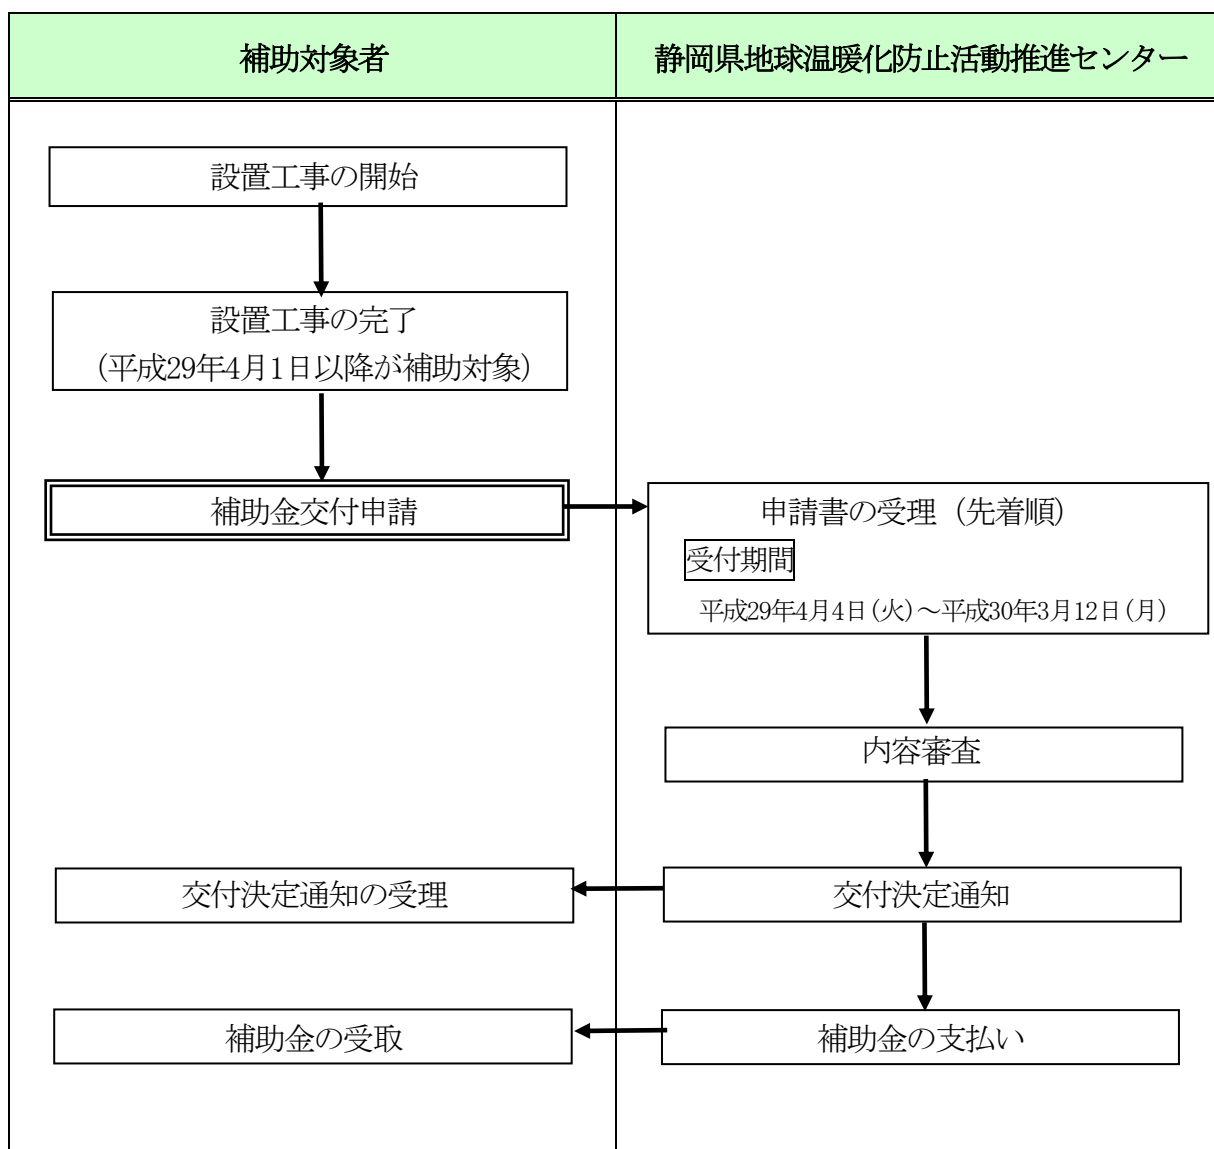 補助対象者
静岡県地球温暖化防止活動推進センター
設置工事の開始
設置工事の完了
(平成29年4月1日以降が補助対象)
補助金交付申請
申請書の受理（先着順）
受付期間
平成29年4月4日(火)～平成30年3月12日(月)
内容審査
交付決定通知の受理
交付決定通知
補助金の受取
補助金の支払い